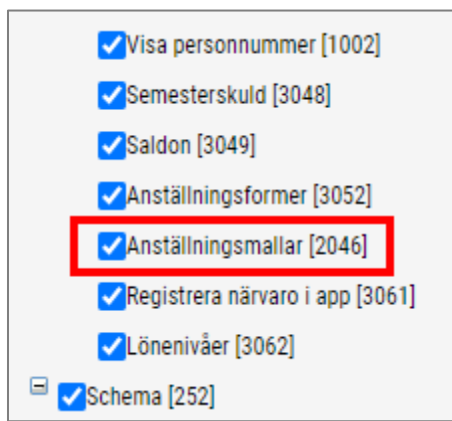 Visa personnummer [1002]
Semesterskuld [3048]
Saldon [3049]
Anställningsformer [3052]
Anställningsmallar [2046]
Registrera närvaro i app [3061]
Lönenivåer [3062]
Schema [252]